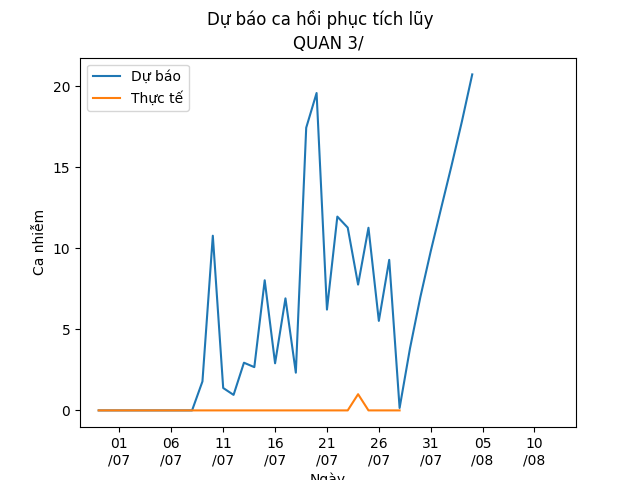 Dự báo ca hồi phục tích lũy
QUAN 3/
Dự báo
Thực tế
Ca nhiễm
20
15
10
5
0
01 06 11 16 21 26 31 05 10
/07 /07 /07 /07 /07 /07 /07 /08 /08
Ngày